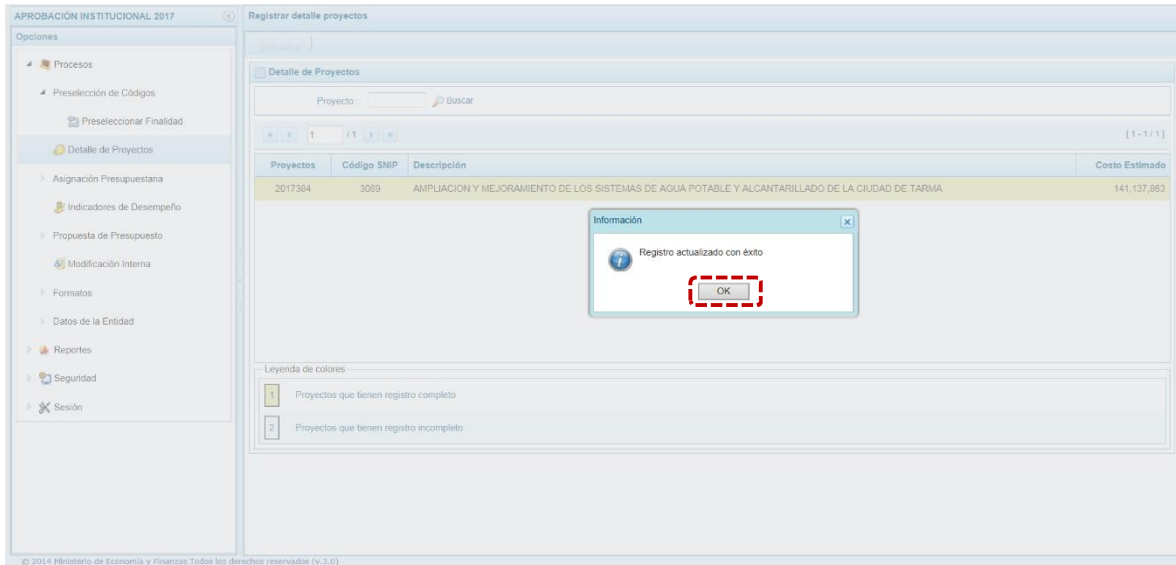 APROBACIÓN INSTITUCIONAL 2017
Opciones
Procesos
Preselección de Códigos
Preseleccionar Finalidad
Detalle de Proyectos
Asignación Presupuestaria
Indicadores de Desempeño
Propuesta de Presupuesto
Modificación Interna
Formatos
Datos de la Entidad
Reportes
Seguridad
Sesión
Registrar detalle proyectos
Detalle de Proyectos
Proyecto : Buscar
1 / 1 [ 1 - 1 / 1 ]
Proyectos Código SNIP Descripción Costo Estimado
2017384 3089 AMPLIACION Y MEJORAMIENTO DE LOS SISTEMAS DE AGUA POTABLE Y ALCANTARILLADO DE LA CIUDAD DE TARMA 141,137,863
Información
Registro actualizado con éxito
OK
Leyenda de colores
1 Proyectos que tienen registro completo
2 Proyectos que tienen registro incompleto
© 2014 Ministerio de Economía y Finanzas Todos los derechos reservados (v.3.0)